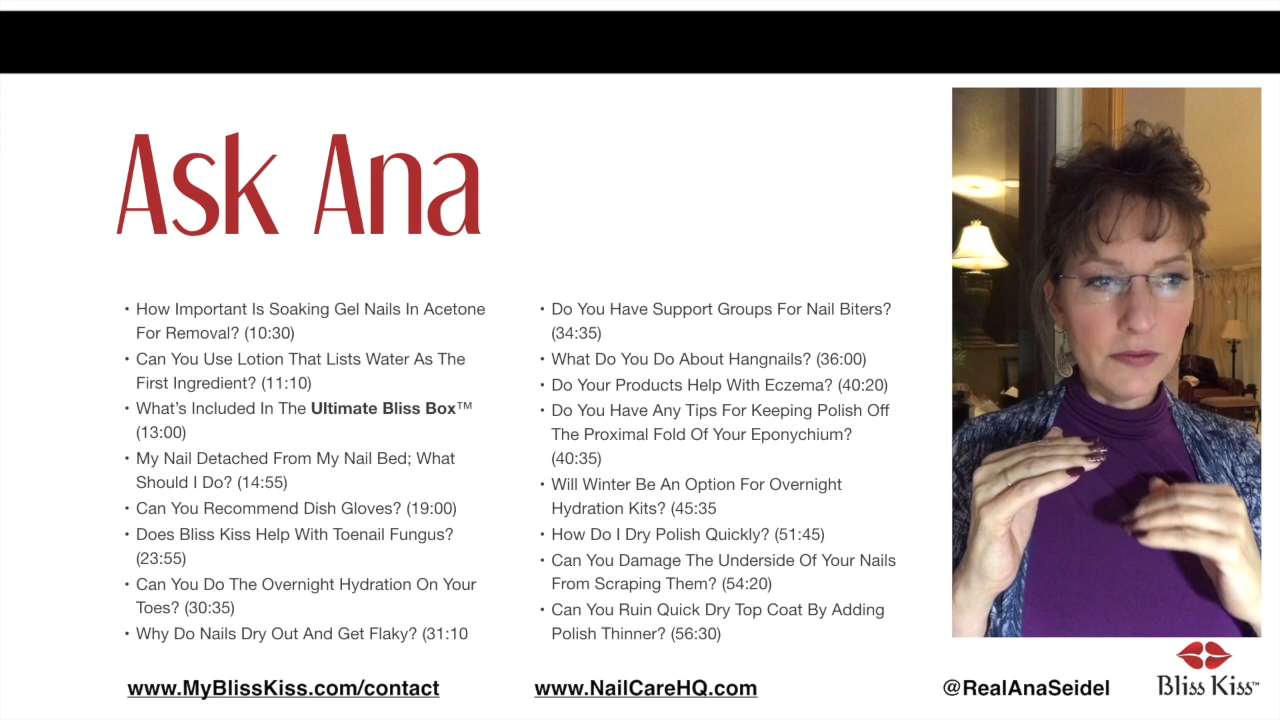 Ask Ana
• How Important Is Soaking Gel Nails In Acetone
For Removal? (10:30)
• Can You Use Lotion That Lists Water As The
First Ingredient? (11:10)
• What’s Included In The Ultimate Bliss Box™
(13:00)
• My Nail Detached From My Nail Bed; What
Should I Do? (14:55)
• Can You Recommend Dish Gloves? (19:00)
• Does Bliss Kiss Help With Toenail Fungus?
(23:55)
• Can You Do The Overnight Hydration On Your
Toes? (30:35)
• Why Do Nails Dry Out And Get Flaky? (31:10
• Do You Have Support Groups For Nail Biters?
(34:35)
• What Do You Do About Hangnails? (36:00)
• Do Your Products Help With Eczema? (40:20)
• Do You Have Any Tips For Keeping Polish Off
The Proximal Fold Of Your Eponychium?
(40:35)
• Will Winter Be An Option For Overnight
Hydration Kits? (45:35
• How Do I Dry Polish Quickly? (51:45)
• Can You Damage The Underside Of Your Nails
From Scraping Them? (54:20)
• Can You Ruin Quick Dry Top Coat By Adding
Polish Thinner? (56:30)
www.MyBlissKiss.com/contact
www.NailCareHQ.com
@RealAnaSeidel
Bliss Kiss™